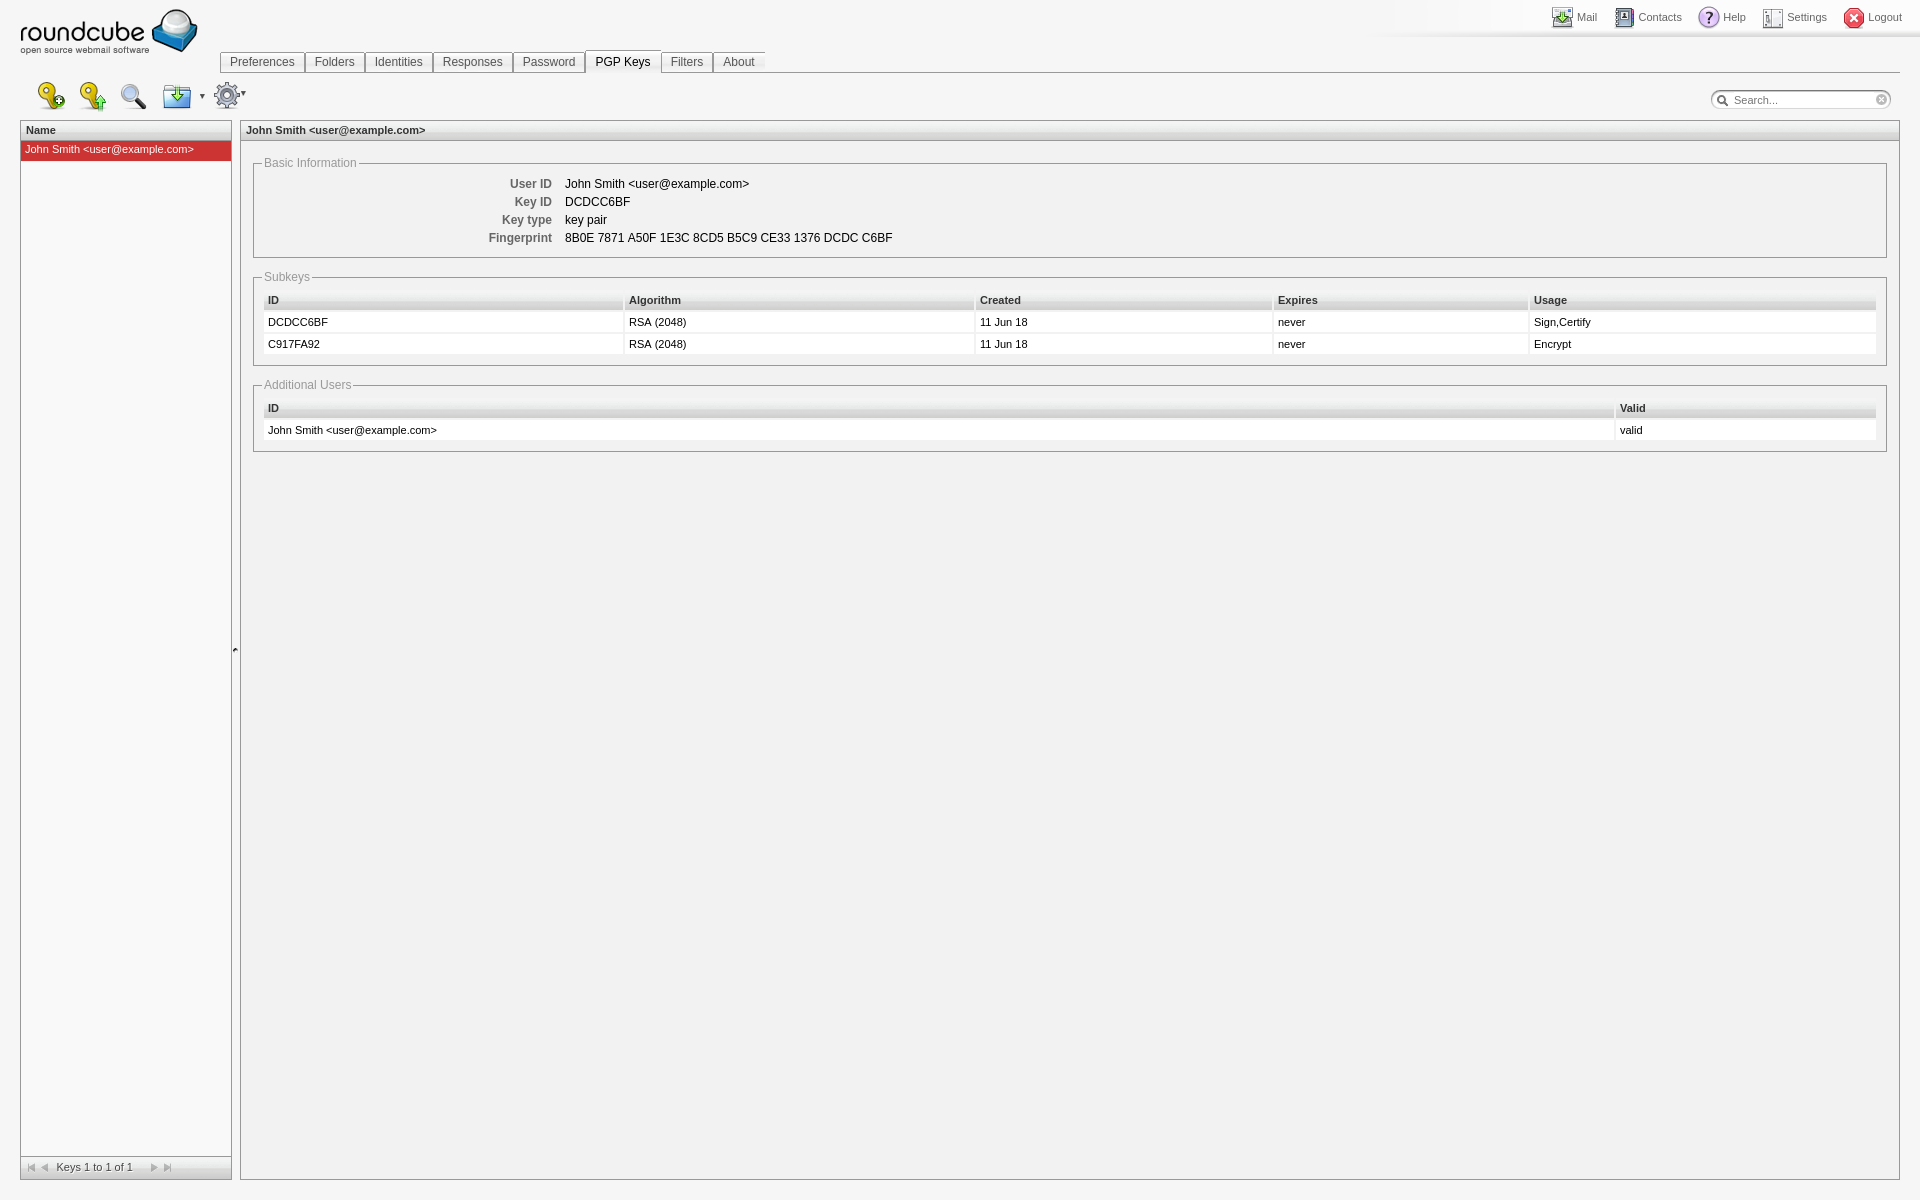 roundcube
open source webmail software
Mail Contacts Help Settings Logout
Preferences Folders Identities Responses Password PGP Keys Filters About
Search...
Name
John Smith <user@example.com>
Keys 1 to 1 of 1
John Smith <user@example.com>
Basic Information
User ID John Smith <user@example.com>
Key ID DCDCC6BF
Key type key pair
Fingerprint 8B0E 7871 A50F 1E3C 8CD5 B5C9 CE33 1376 DCDC C6BF
Subkeys
ID Algorithm Created Expires Usage
DCDCC6BF RSA (2048) 11 Jun 18 never Sign,Certify
C917FA92 RSA (2048) 11 Jun 18 never Encrypt
Additional Users
ID Valid
John Smith <user@example.com> valid